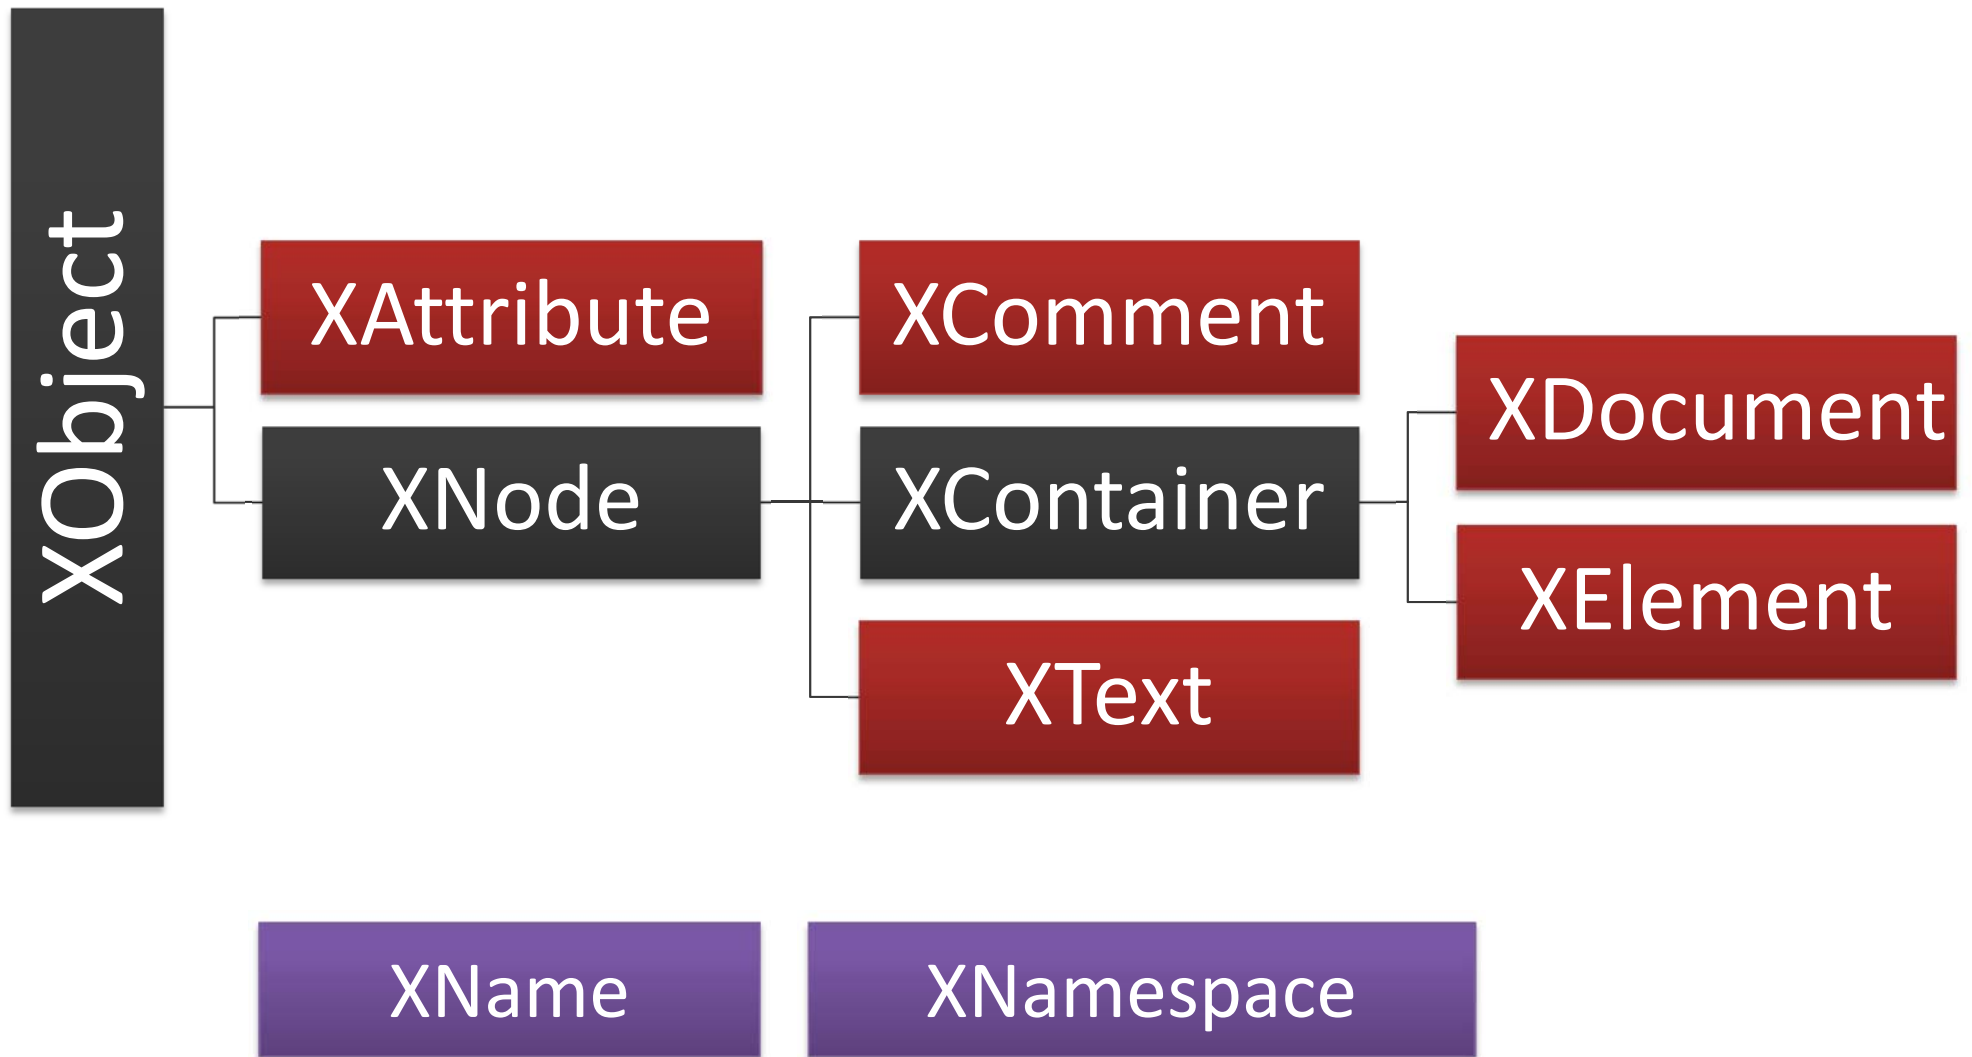 XObject
XAttribute
XNode
XComment
XContainer
XText
XDocument
XElement
XName
XNamespace